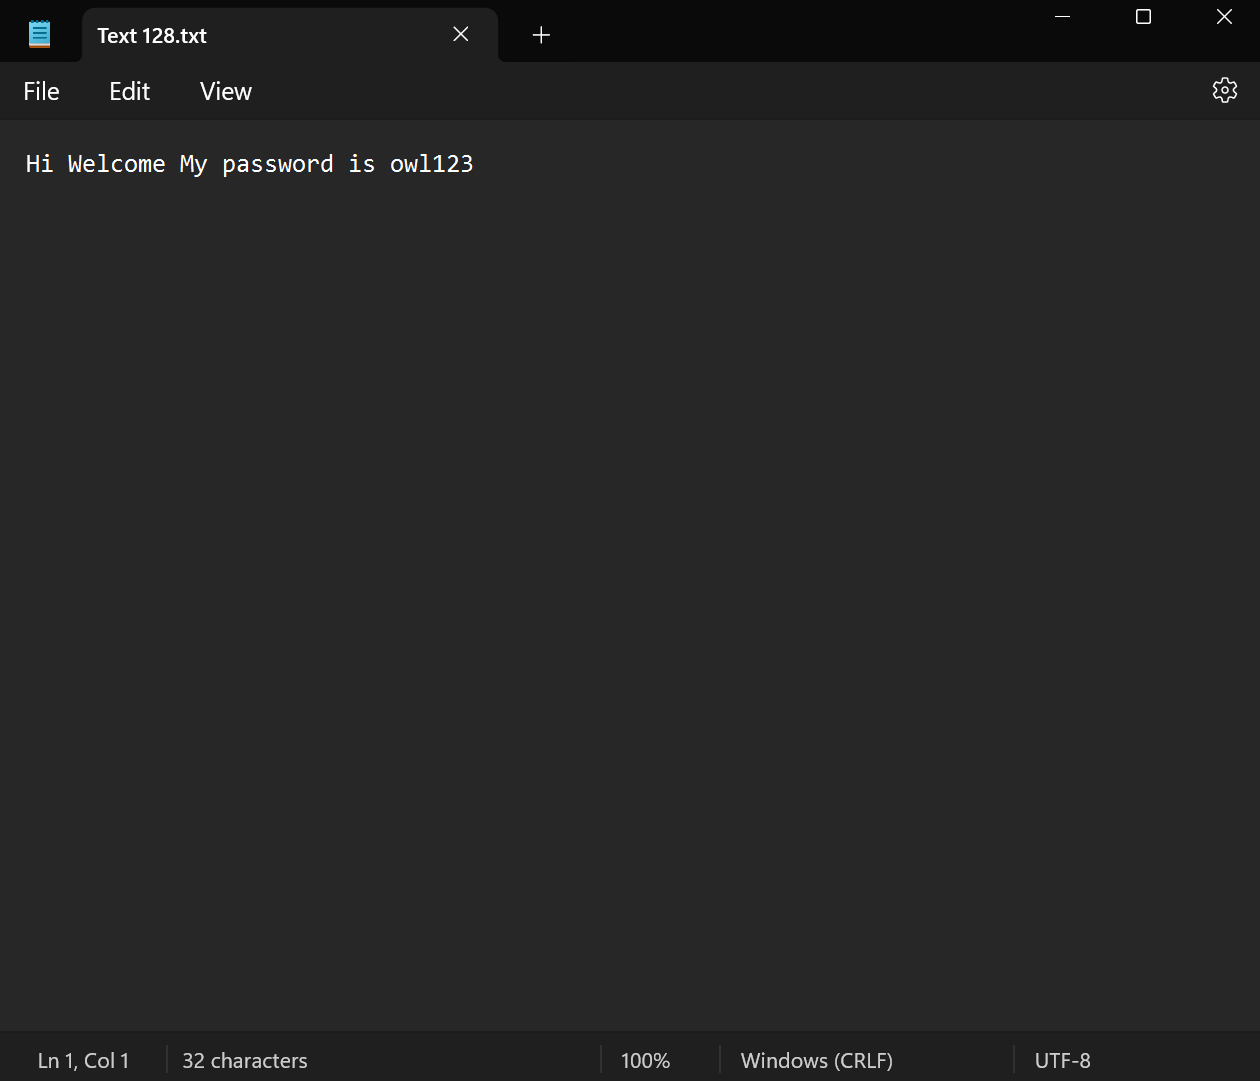 Text 128.txt
File Edit View
Hi Welcome My password is owl123
Ln 1, Col 1 32 characters 100% Windows (CRLF) UTF-8